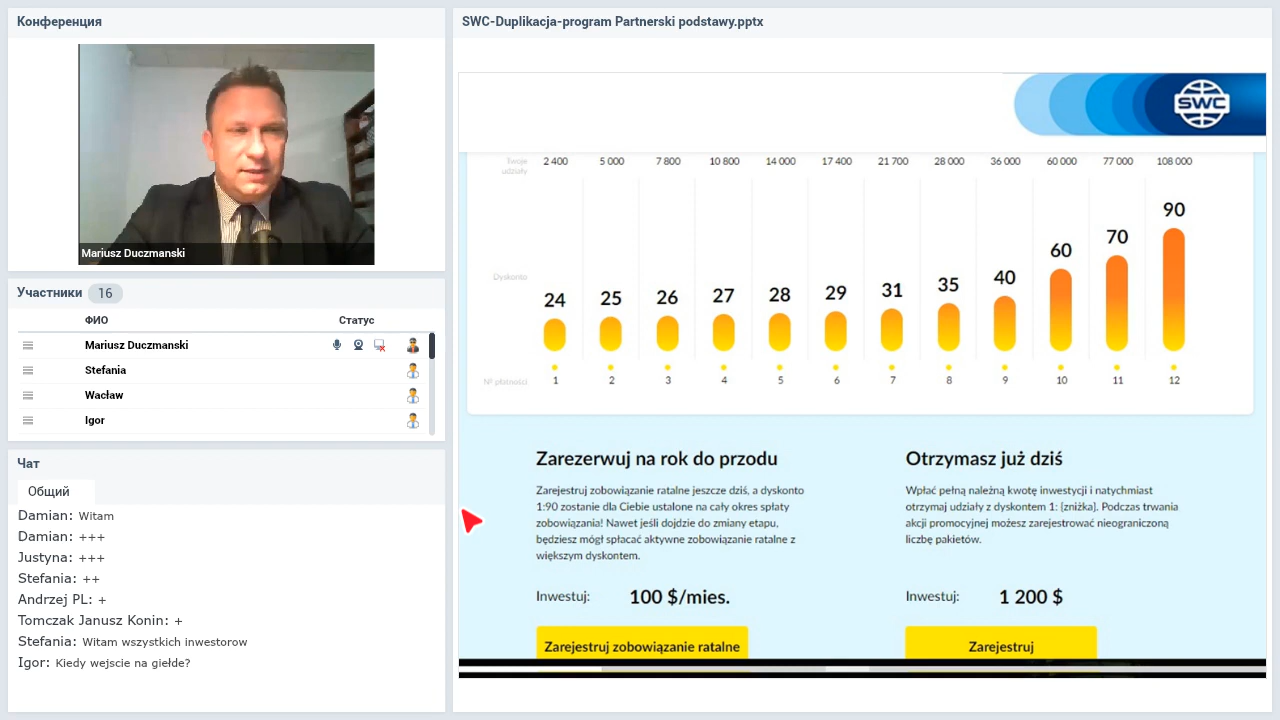 Конференция
Mariusz Duczmanski
Участники 16
ФИО Статус
Mariusz Duczmanski
Stefania
Wacław
Igor
Чат
Общий
Damian: Witam
Damian: +++
Justyna: +++
Stefania: ++
Andrzej PL: +
Tomczak Janusz Konin: +
Stefania: Witam wszystkich inwestorow
Igor: Kiedy wejscie na giełde?
SWC-Duplikacja-program Partnerski podstawy.pptx
SWC
Twoje udziały 2 400 5 000 7 800 10 800 14 000 17 400 21 700 28 000 36 000 60 000 77 000 108 000
Dyskonto 24 25 26 27 28 29 31 35 40 60 70 90
Nº płatności 1 2 3 4 5 6 7 8 9 10 11 12
Zarezerwuj na rok do przodu
Zarejestruj zobowiązanie ratalne jeszcze dziś, a dyskonto
1:90 zostanie dla Ciebie ustalone na cały okres spłaty
zobowiązania! Nawet jeśli dojdzie do zmiany etapu,
będziesz mógł spłacać aktywne zobowiązanie ratalne z
większym dyskontem.
Inwestuj: 100 $/mies.
Zarejestruj zobowiązanie ratalne
Otrzymasz już dziś
Wpłać pełną należną kwotę inwestycji i natychmiast
otrzymaj udziały z dyskontem 1: [zniżka]. Podczas trwania
akcji promocyjnej możesz zarejestrować nieograniczoną
liczbę pakietów.
Inwestuj: 1 200 $
Zarejestruj